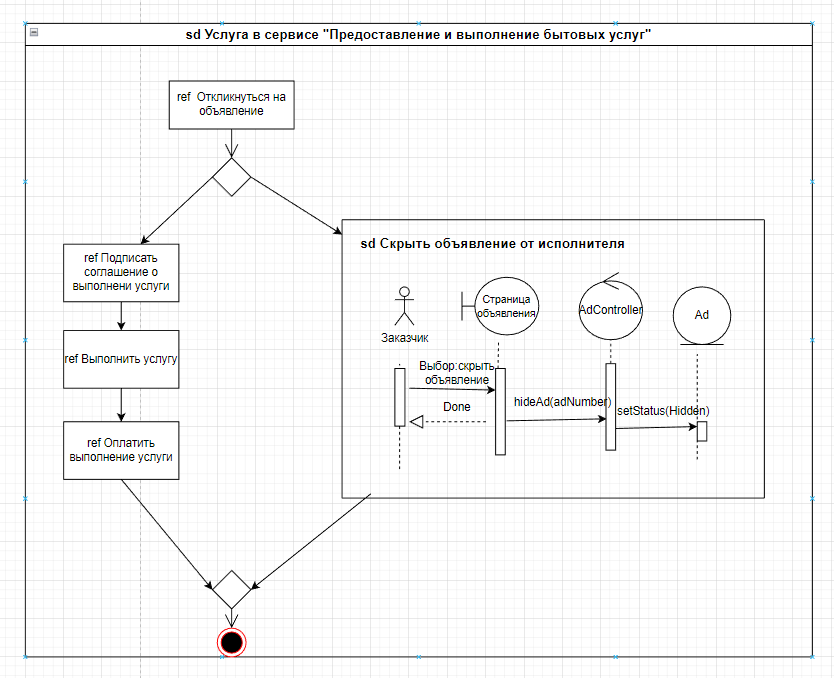 sd Услуга в сервисе "Предоставление и выполнение бытовых услуг"
ref Откликнуться на
объявление
sd Скрыть объявление от исполнителя
ref Подписать
соглашение о
выполнени услуги
ref Выполнить услугу
ref Оплатить
выполнение услуги
Заказчик
Страница
объявления
AdController
Ad
Выбор:скрыть
объявление
Done
hideAd(adNumber)
setStatus(Hidden)